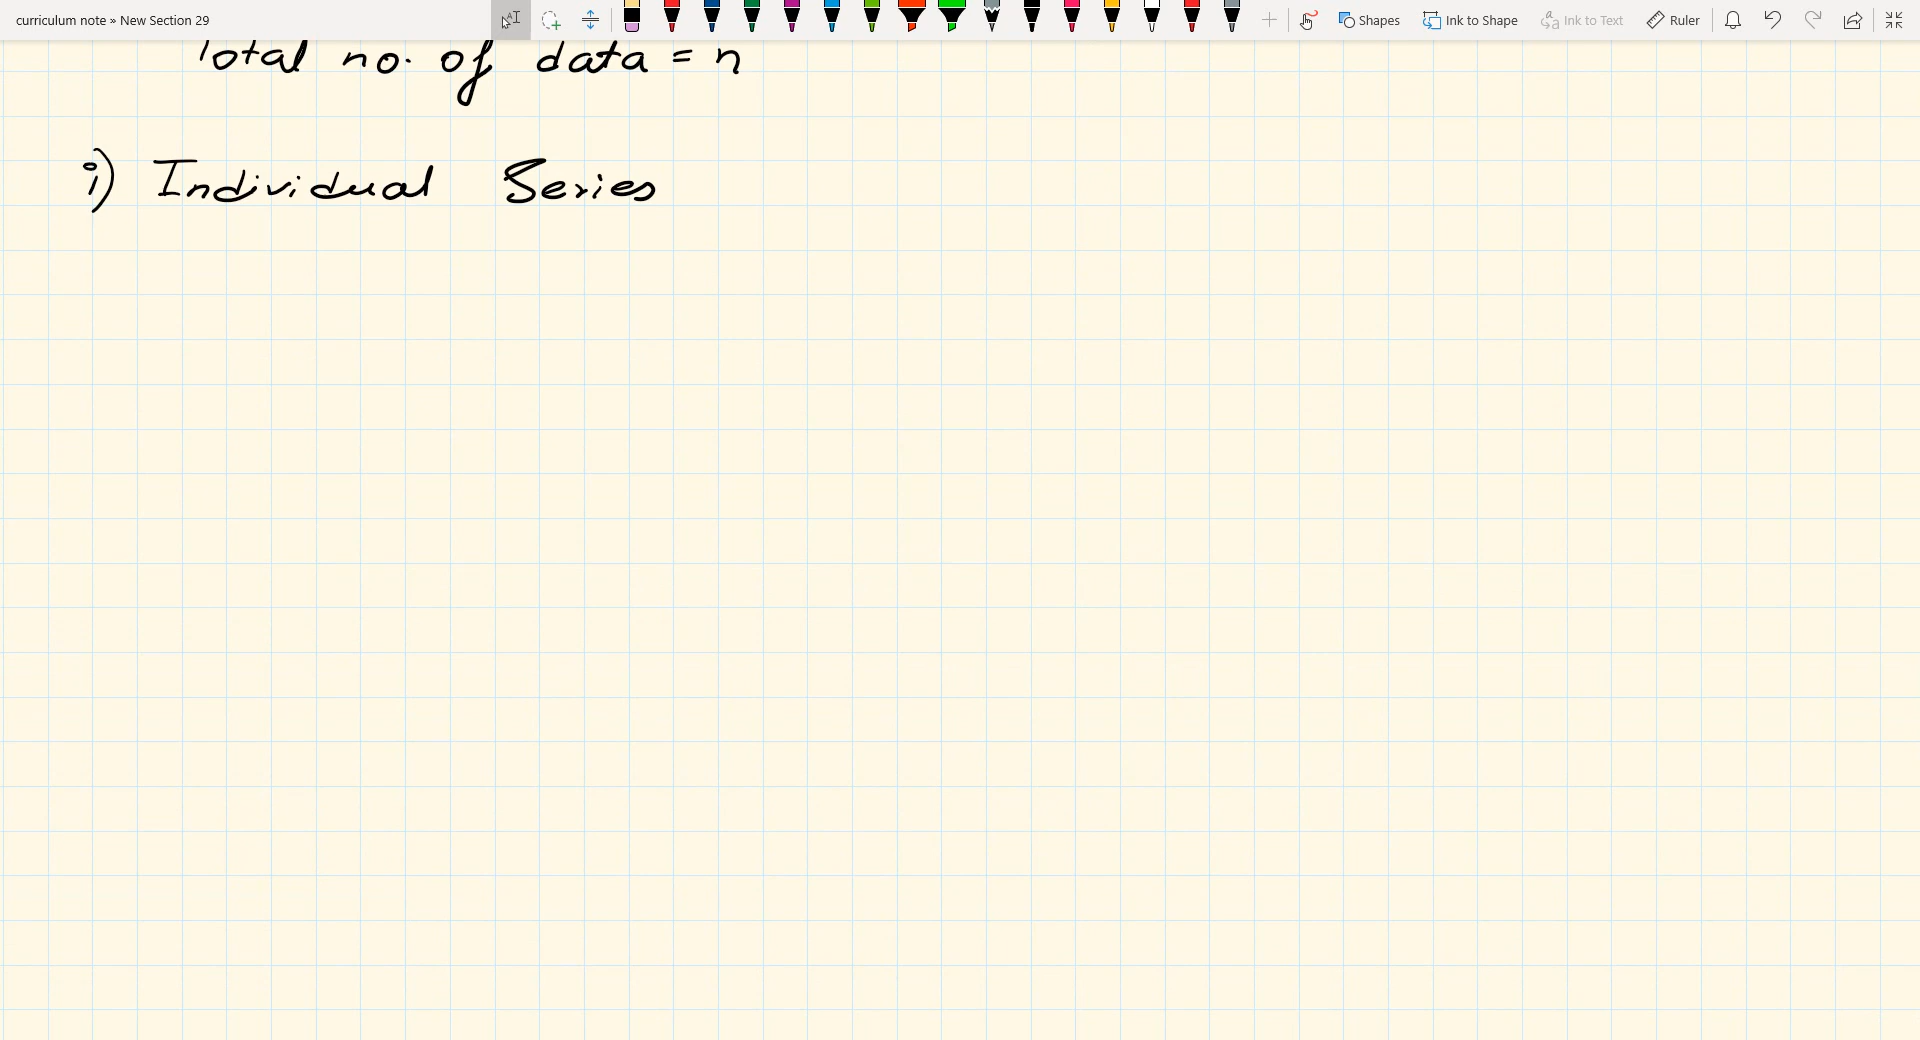 curriculum note » New Section 29
Shapes
Ink to Shape
Ink to Text
Ruler
Total no. of data = n
i) Individual Series